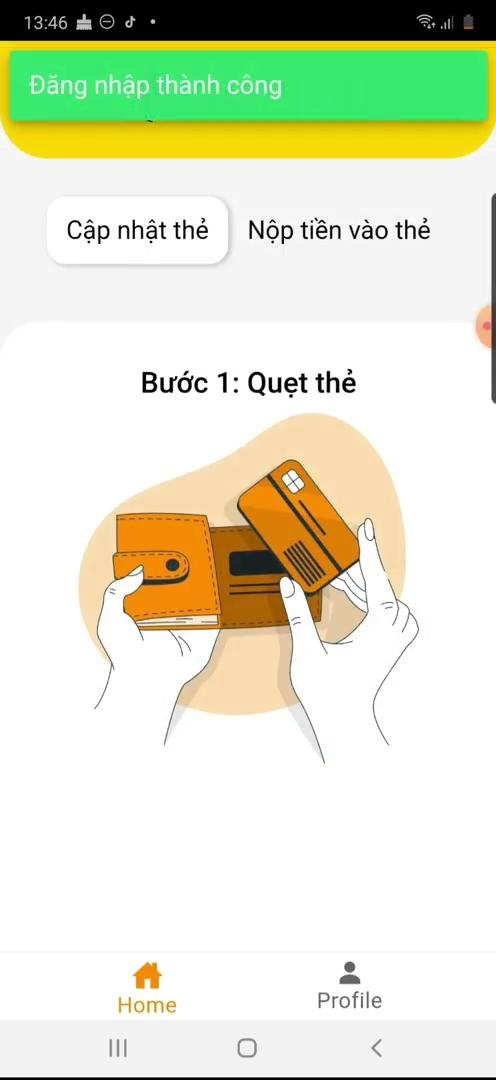 13:46
Đăng nhập thành công
Cập nhật thẻ
Nộp tiền vào thẻ
Bước 1: Quẹt thẻ
Home
Profile